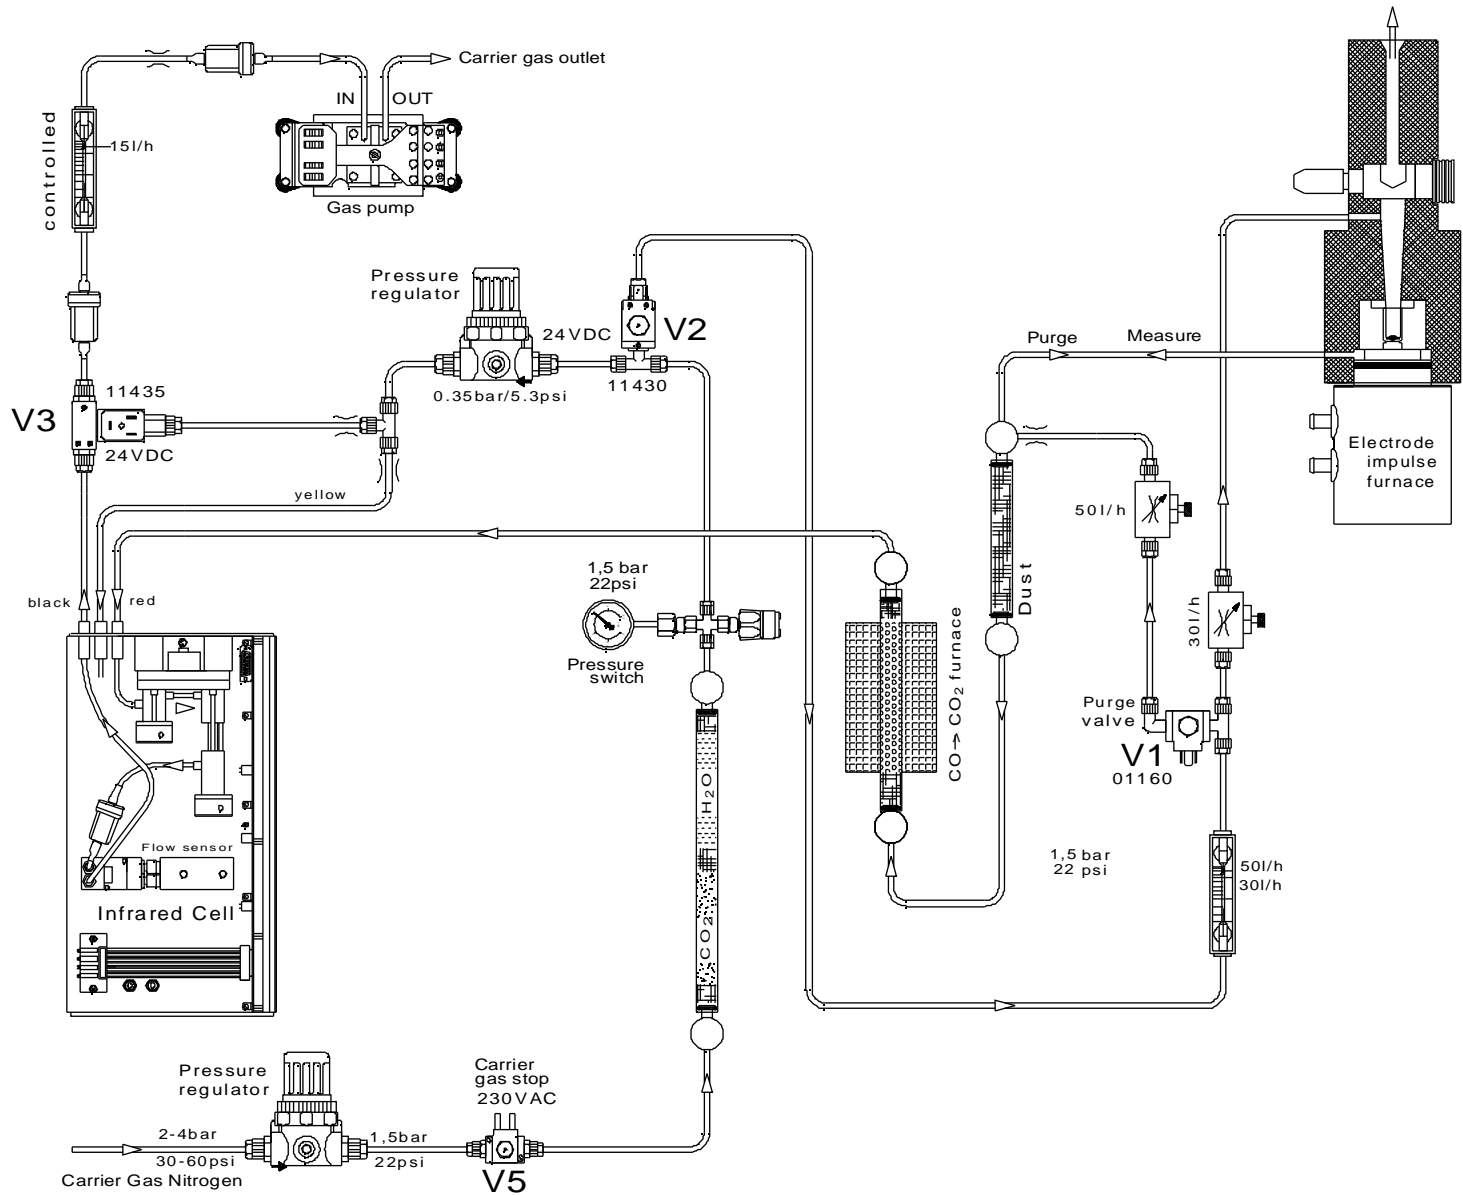 Carrier gas outlet
IN
OUT
controlled
15l/h
Gas pump
Pressure
regulator
24VDC
V2
11430
0.35bar/5.3psi
Purge
Measure
11435
V3
24VDC
Electrode
impulse
furnace
yellow
50l/h
1,5 bar
22psi
Dust
black
red
30l/h
Pressure
switch
CO→CO2 furnace
Purge
valve
V1
01160
H2O
Flow sensor
1,5 bar
22 psi
50l/h
30l/h
Infrared Cell
CO2
Pressure
regulator
Carrier
gas stop
230VAC
2-4bar
30-60psi
1,5bar
22psi
V5
Carrier Gas Nitrogen